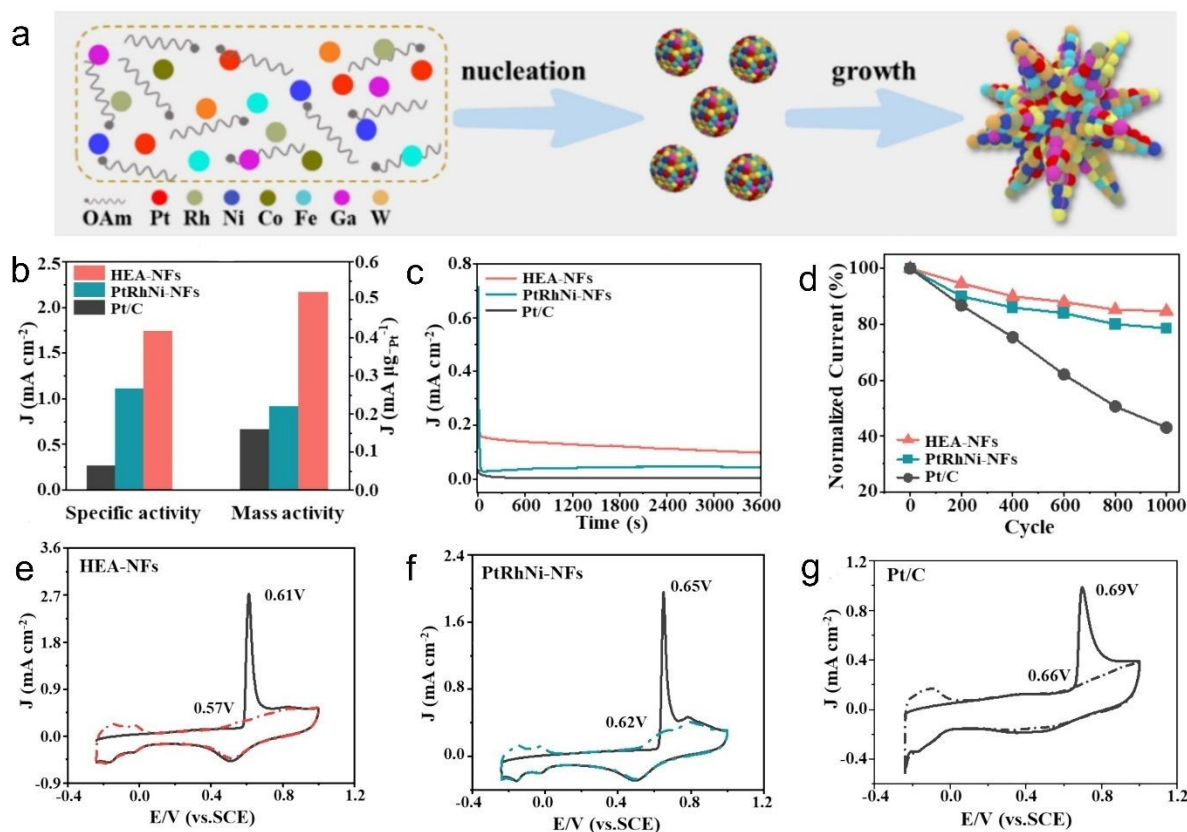 a
nucleation
growth
OAm Pt Rh Ni Co Fe Ga W
b
J (mA cm-2)
2.5
2.0
1.5
1.0
0.5
0.0
HEA-NFs
PtRhNi-NFs
Pt/C
0.6
0.5
0.4
0.3
0.2
0.1
0.0
J (mA μg-Pt-1)
Specific activity Mass activity
c
J (mA cm-2)
0.8
0.6
0.4
0.2
0.0
HEA-NFs
PtRhNi-NFs
Pt/C
0 600 1200 1800 2400 3000 3600
Time (s)
d
Normalized Current (%)
100
80
60
40
20
HEA-NFs
PtRhNi-NFs
Pt/C
0 200 400 600 800 1000
Cycle
e
J (mA cm-2)
3.6
2.7
1.8
0.9
0.0
-0.9
HEA-NFs
0.61V
0.57V
-0.4 0.0 0.4 0.8 1.2
E/V (vs.SCE)
f
J (mA cm-2)
2.4
1.6
0.8
0.0
PtRhNi-NFs
0.65V
0.62V
-0.4 0.0 0.4 0.8 1.2
E/V (vs.SCE)
g
J (mA cm-2)
1.2
0.8
0.4
0.0
-0.4
Pt/C
0.69V
0.66V
-0.4 0.0 0.4 0.8 1.2
E/V (vs.SCE)